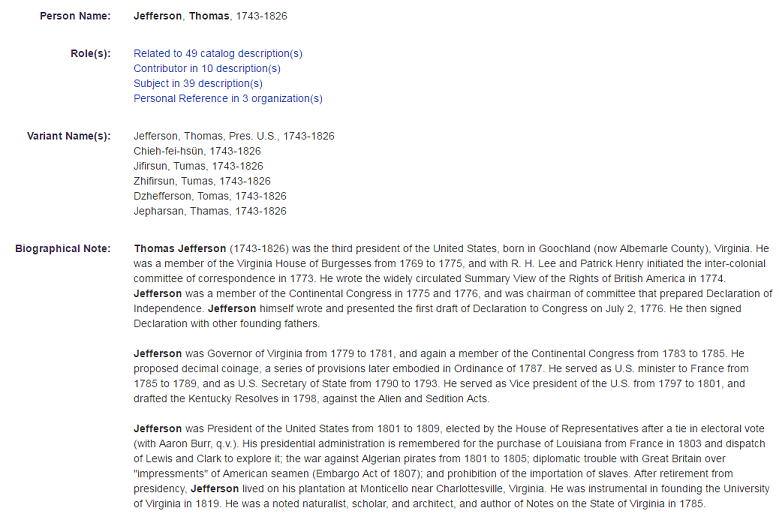 Person Name: Jefferson, Thomas, 1743-1826
Role(s): Related to 49 catalog description(s)
Contributor in 10 description(s)
Subject in 39 description(s)
Personal Reference in 3 organization(s)
Variant Name(s): Jefferson, Thomas, Pres. U.S., 1743-1826
Chieh-fei-hsün, 1743-1826
Jifirsun, Tumas, 1743-1826
Zhifirsun, Tumas, 1743-1826
Dzhefferson, Tomas, 1743-1826
Jepharsan, Thamas, 1743-1826
Biographical Note: Thomas Jefferson (1743-1826) was the third president of the United States, born in Goochland (now Albemarle County), Virginia. He
was a member of the Virginia House of Burgesses from 1769 to 1775, and with R. H. Lee and Patrick Henry initiated the inter-colonial
committee of correspondence in 1773. He wrote the widely circulated Summary View of the Rights of British America in 1774.
Jefferson was a member of the Continental Congress in 1775 and 1776, and was chairman of committee that prepared Declaration of
Independence. Jefferson himself wrote and presented the first draft of Declaration to Congress on July 2, 1776. He then signed
Declaration with other founding fathers.
Jefferson was Governor of Virginia from 1779 to 1781, and again a member of the Continental Congress from 1783 to 1785. He
proposed decimal coinage, a series of provisions later embodied in Ordinance of 1787. He served as U.S. minister to France from
1785 to 1789, and as U.S. Secretary of State from 1790 to 1793. He served as Vice president of the U.S. from 1797 to 1801, and
drafted the Kentucky Resolves in 1798, against the Alien and Sedition Acts.
Jefferson was President of the United States from 1801 to 1809, elected by the House of Representatives after a tie in electoral vote
(with Aaron Burr, q.v.). His presidential administration is remembered for the purchase of Louisiana from France in 1803 and dispatch
of Lewis and Clark to explore it; the war against Algerian pirates from 1801 to 1805; diplomatic trouble with Great Britain over
"impressments" of American seamen (Embargo Act of 1807); and prohibition of the importation of slaves. After retirement from
presidency, Jefferson lived on his plantation at Monticello near Charlottesville, Virginia. He was instrumental in founding the University
of Virginia in 1819. He was a noted naturalist, scholar, and architect, and author of Notes on the State of Virginia in 1785.